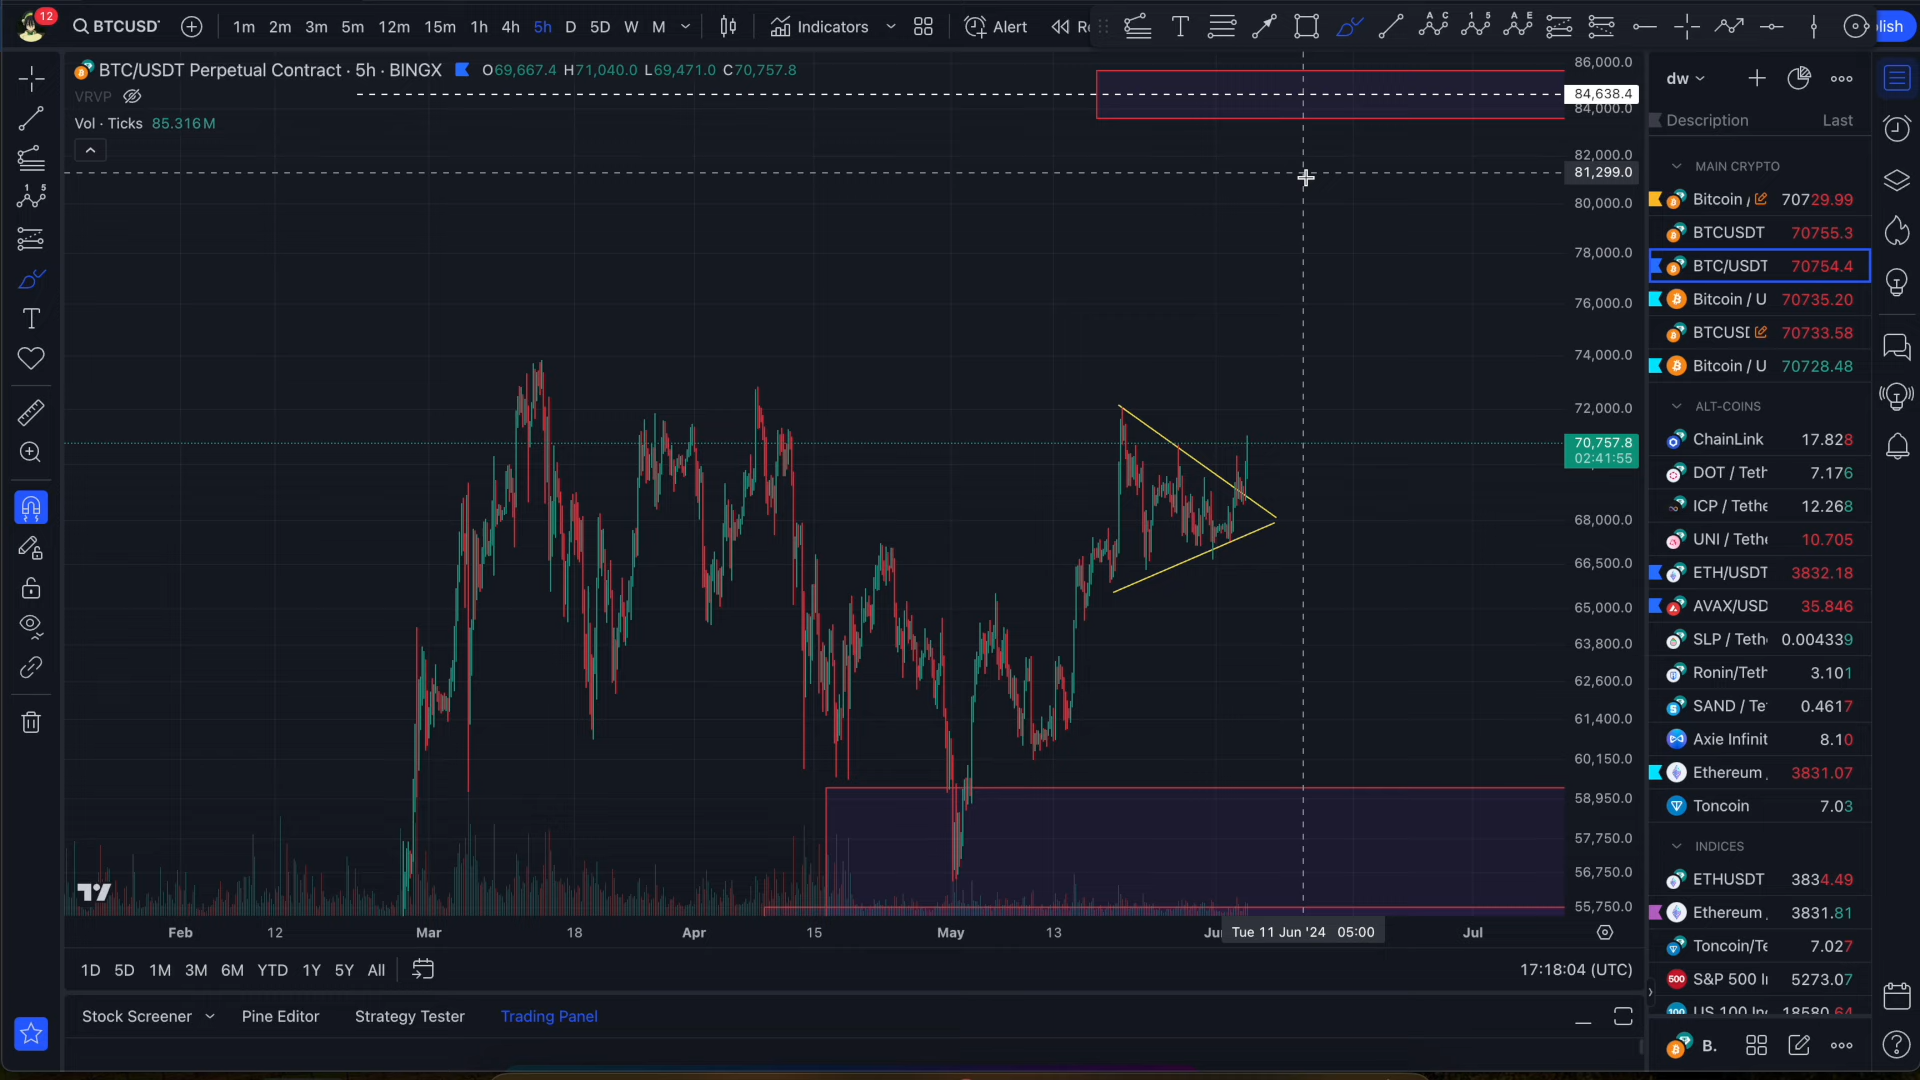 12
BTCUSDT
1m 2m 3m 5m 12m 15m 1h 4h 5h D 5D W M
Indicators
Alert
lish
BTC/USDT Perpetual Contract · 5h · BINGX O69,667.4 H71,040.0 L69,471.0 C70,757.8
VRVP
Vol · Ticks 85.316M
86,000.0
84,638.4
84,000.0
82,000.0
81,299.0
80,000.0
78,000.0
76,000.0
74,000.0
72,000.0
70,757.8
02:41:55
68,000.0
66,500.0
65,000.0
63,800.0
62,600.0
61,400.0
60,150.0
58,950.0
57,750.0
56,750.0
55,750.0
Feb 12 Mar 18 Apr 15 May 13 Tue 11 Jun '24 05:00 Jul
1D 5D 1M 3M 6M YTD 1Y 5Y All
17:18:04 (UTC)
Stock Screener Pine Editor Strategy Tester Trading Panel
dw
Description Last
MAIN CRYPTO
Bitcoin / 70729.99
BTCUSDT 70755.3
BTC/USDT 70754.4
Bitcoin / U 70735.20
BTCUSD 70733.58
Bitcoin / U 70728.48
ALT-COINS
ChainLink 17.828
DOT / Teth 7.176
ICP / Tethe 12.268
UNI / Tethe 10.705
ETH/USDT 3832.18
AVAX/USD 35.846
SLP / Teth 0.004339
Ronin/Teth 3.101
SAND / Te 0.4617
Axie Infinit 8.10
Ethereum 3831.07
Toncoin 7.03
INDICES
ETHUSDT 3834.49
Ethereum 3831.81
Toncoin/Te 7.027
500 S&P 500 I 5273.07
100 US 100 In 18580.64
B.